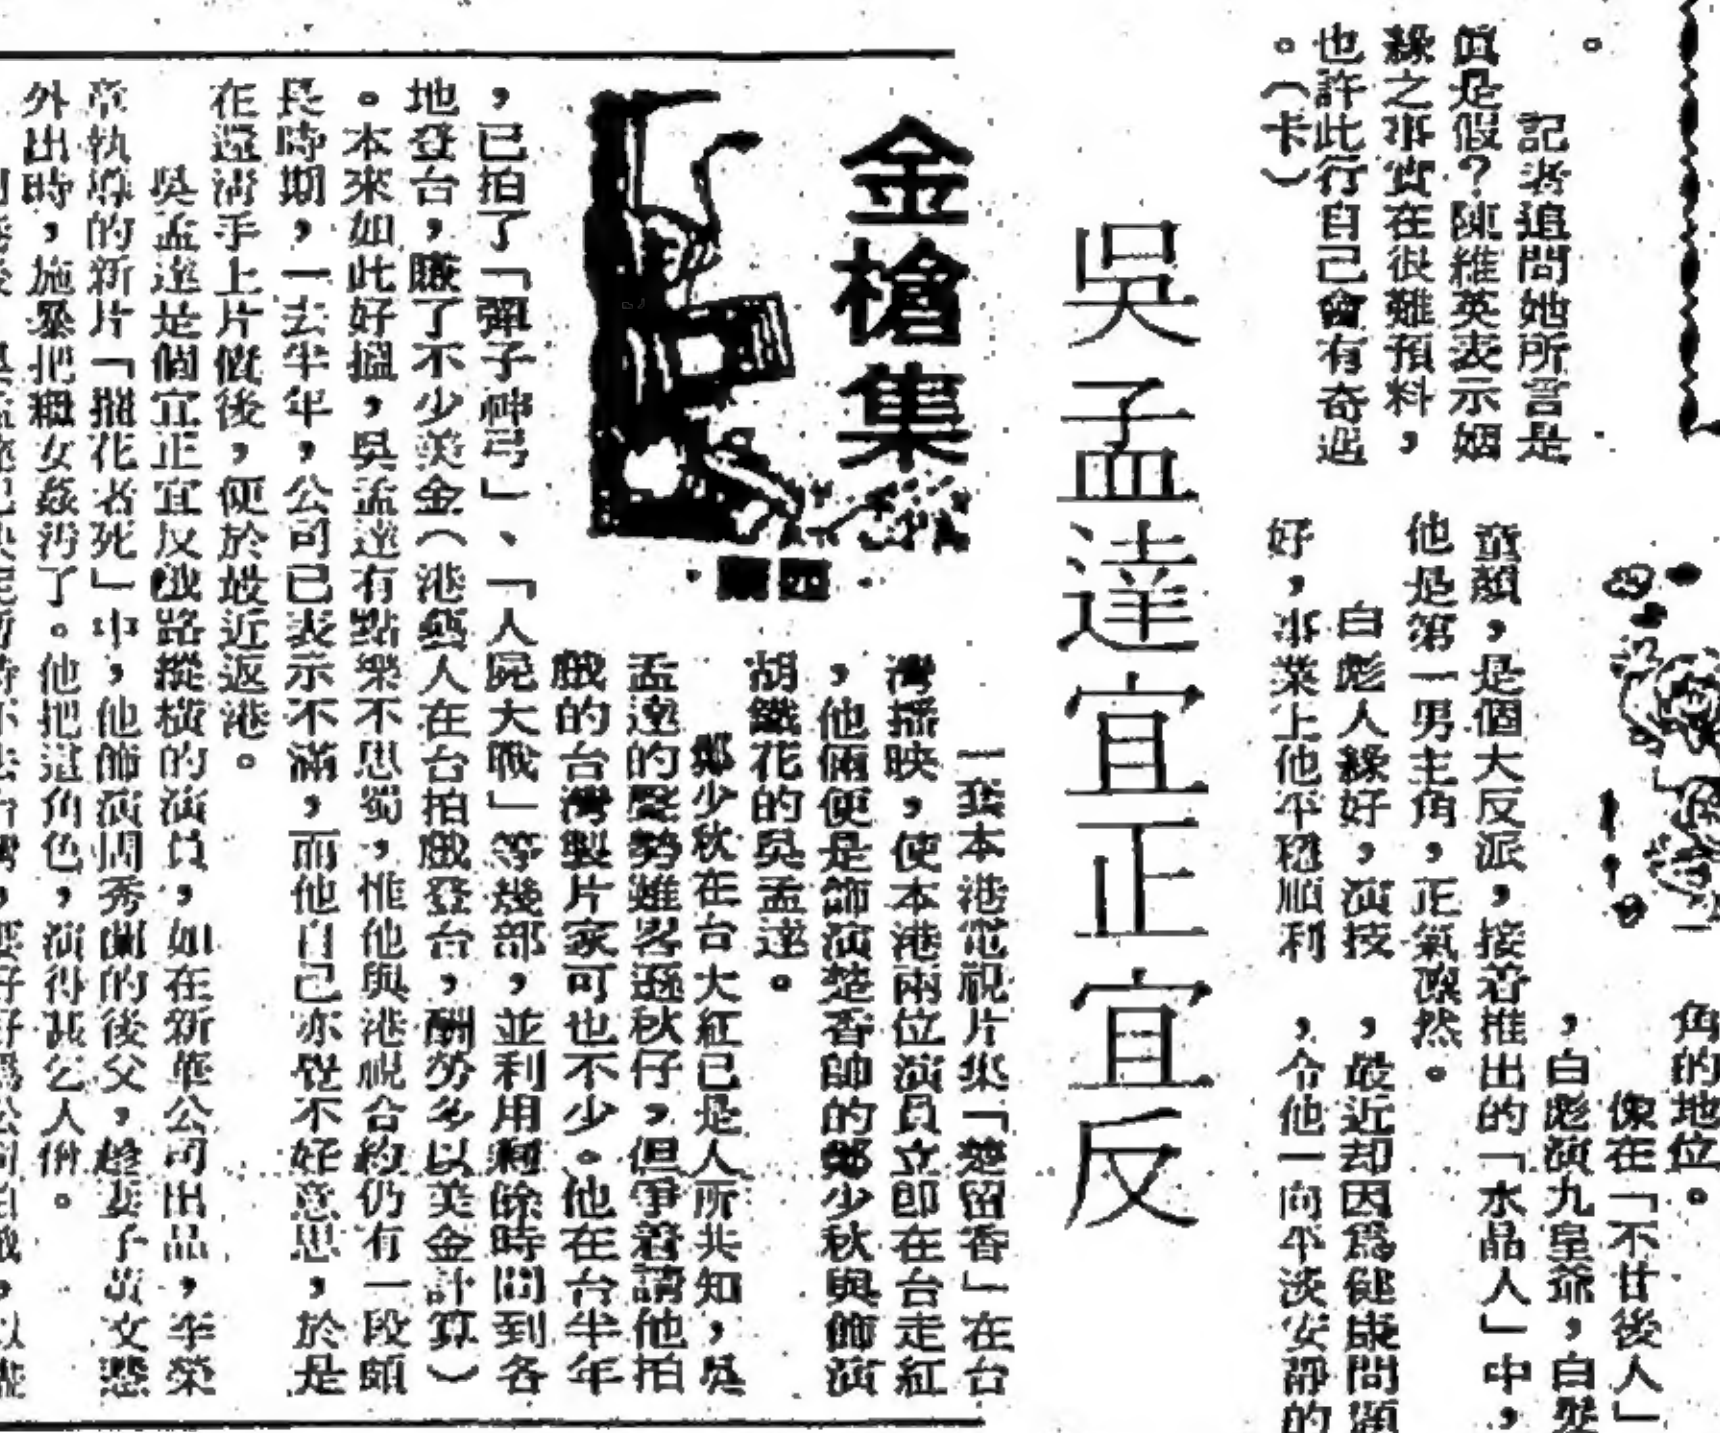 。
記者追問她所言是
眞是假？陳維英表示姻
緣之事實在很難預料，
也許此行自己會有奇遇
。（卡）
角的地位。
像在「不廿後人」
，白彪演九皇爺，白髮
童顏，是個大反派，接着推出的「水晶人」中，
他是第一男主角，正氣凜然。
白彪人緣好，演技
，最近却因爲健康問題
好，事業上他平穩順利
，令他一向平淡安靜的
吳孟達宜正宜反
金槍集
一套本港電視片集「楚留香」在台
灣播映，使本港兩位演員立即在台走紅
，他倆便是飾演楚香帥的鄭少秋與飾演
胡鐵花的吳孟達。
鄭少秋在台大紅已是人所共知，吳
孟達的聲勢雖畧遜秋仔，但爭着請他拍
戲的台灣製片家可也不少。他在台半年
，已拍了「彈子神弓」、「人屍大戰」等幾部，並利用剩餘時間到各
地登台，賺了不少美金（港藝人在台拍戲登台，酬勞多以美金計算）
。本來如此好搵，吳孟達有點樂不思蜀，惟他與港視合約仍有一段頗
長時期，一去半年，公司已表示不滿，而他自己亦覺不好意思，於是
在還清手上片債後，便於最近返港。
吳孟達是個宜正宜反戲路縱橫的演員，如在新華公司出品，李榮
章執導的新片「摧花者死」中，他飾演周秀蘭的後父，趁妻子黃文慧
外出時，施暴把繼女姦污了。他把這角色，演得甚乞人憎。